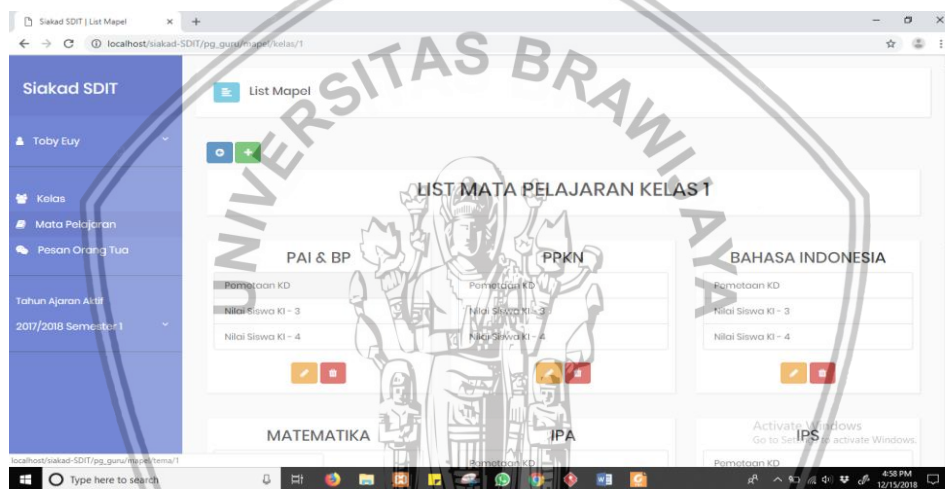 Siakad SDIT | List Mapel
localhost/siakad-SDIT/pg_guru/mapel/kelas/1
Siakad SDIT
List Mapel
Toby Euy
LIST MATA PELAJARAN KELAS 1
Kelas
Mata Pelajaran
Pesan Orang Tua
Tahun Ajaran Aktif
2017/2018 Semester 1
PAI & BP
Pemetaan KD
Nilai Siswa KI - 3
Nilai Siswa KI - 4
PPKN
Pemetaan KD
Nilai Siswa KI - 3
Nilai Siswa KI - 4
BAHASA INDONESIA
Pemetaan KD
Nilai Siswa KI - 3
Nilai Siswa KI - 4
MATEMATIKA
IPA
Pemetaan KD
IPS
Pemetaan KD
Activate Windows
Go to Settings to activate Windows.
localhost/siakad-SDIT/pg_guru/mapel/tema/1
Type here to search
4:58 PM
12/15/2018
UNIVERSITAS BRAWIJAYA